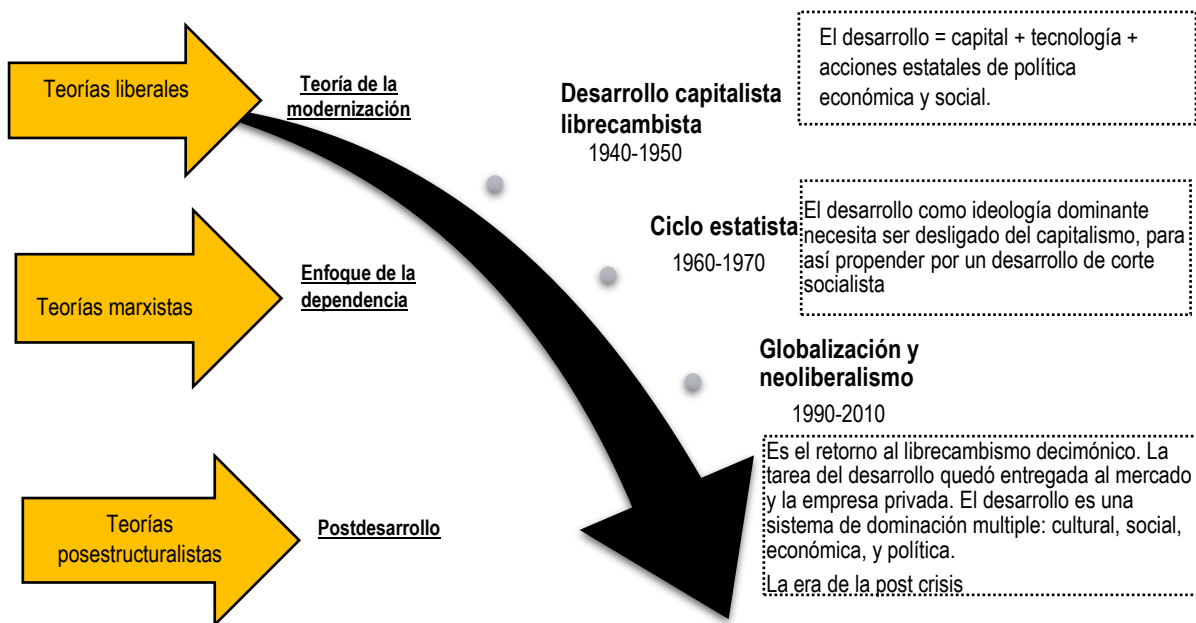 Teorías liberales
Teoría de la
modernización
Desarrollo capitalista
librecambista
1940-1950
El desarrollo = capital + tecnología +
acciones estatales de política
económica y social.
Teorías marxistas
Enfoque de la
dependencia
Ciclo estatista
1960-1970
El desarrollo como ideología dominante
necesita ser desligado del capitalismo, para
así propender por un desarrollo de corte
socialista
Teorías
posestructuralistas
Postdesarrollo
Globalización y
neoliberalismo
1990-2010
Es el retorno al librecambismo decimónico. La
tarea del desarrollo quedó entregada al mercado
y la empresa privada. El desarrollo es una
sistema de dominación multiple: cultural, social,
económica, y política.
La era de la post crisis